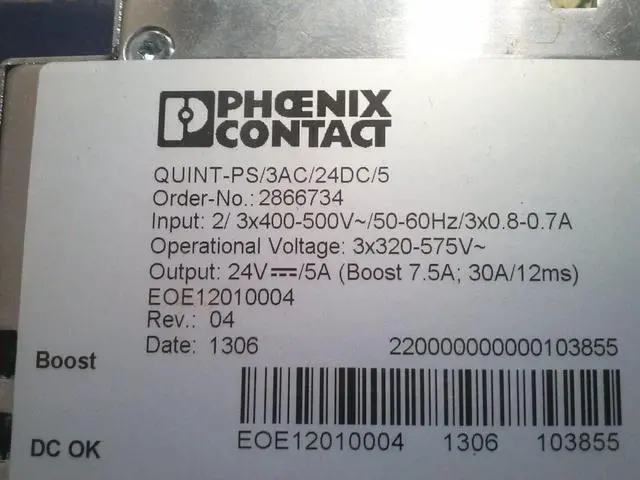 PHŒNIX
CONTACT
QUINT-PS/3AC/24DC/5
Order-No.: 2866734
Input: 2/ 3x400-500V~/50-60Hz/3x0.8-0.7A
Operational Voltage: 3x320-575V~
Output: 24V⎓/5A (Boost 7.5A; 30A/12ms)
EOE12010004
Rev.: 04
Date: 1306 220000000000103855
Boost
EOE12010004 1306 103855
DC OK